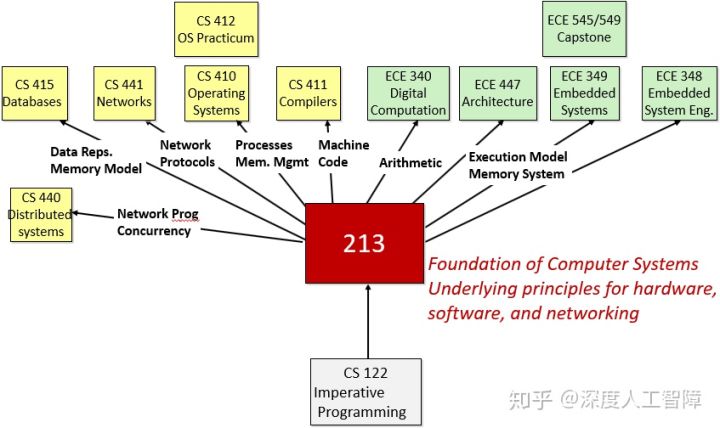 CS 412
OS Practicum
ECE 545/549
Capstone
CS 415
Databases
CS 441
Networks
CS 410
Operating
Systems
CS 411
Compilers
ECE 340
Digital
Computation
ECE 447
Architecture
ECE 349
Embedded
Systems
ECE 348
Embedded
System Eng.
Data Reps.
Memory Model
Network
Protocols
Processes
Mem. Mgmt
Machine
Code
Arithmetic
Execution Model
Memory System
CS 440
Distributed
systems
Network Prog
Concurrency
213
Foundation of Computer Systems
Underlying principles for hardware,
software, and networking
CS 122
Imperative
Programming
知乎 @深度人工智障